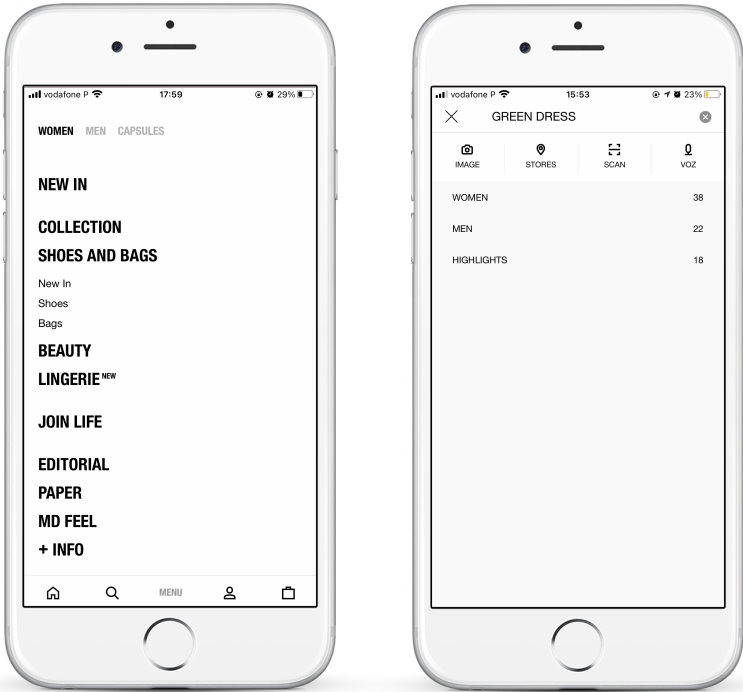 vodafone P 17:59 29%
WOMEN MEN CAPSULES
NEW IN
COLLECTION
SHOES AND BAGS
New In
Shoes
Bags
BEAUTY
LINGERIE NEW
JOIN LIFE
EDITORIAL
PAPER
MD FEEL
+ INFO
MENU
vodafone P 15:53 23%
GREEN DRESS
IMAGE STORES SCAN VOZ
WOMEN 38
MEN 22
HIGHLIGHTS 18